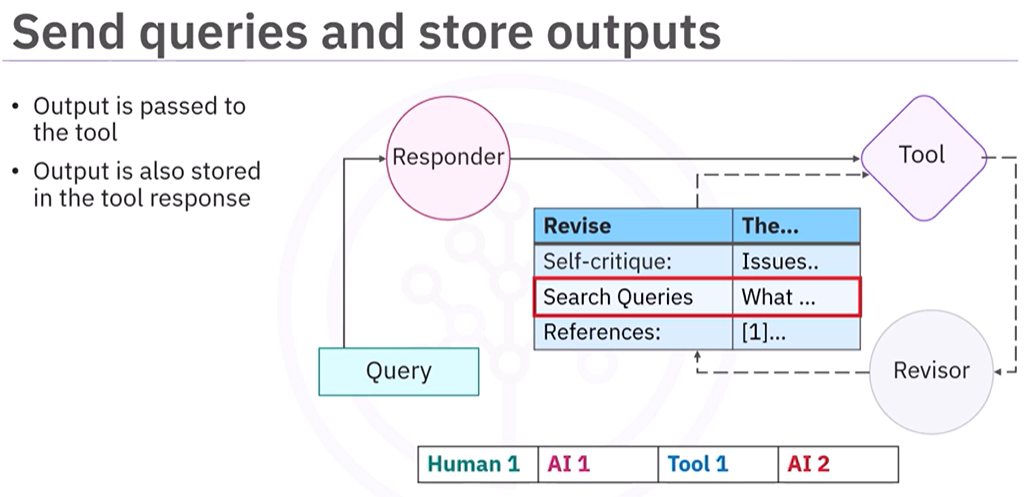 Send queries and store outputs
• Output is passed to
the tool
• Output is also stored
in the tool response
Responder
Tool
Revise The...
Self-critique: Issues..
Search Queries What ...
References: [1]...
Query
Revisor
Human 1 AI 1 Tool 1 AI 2